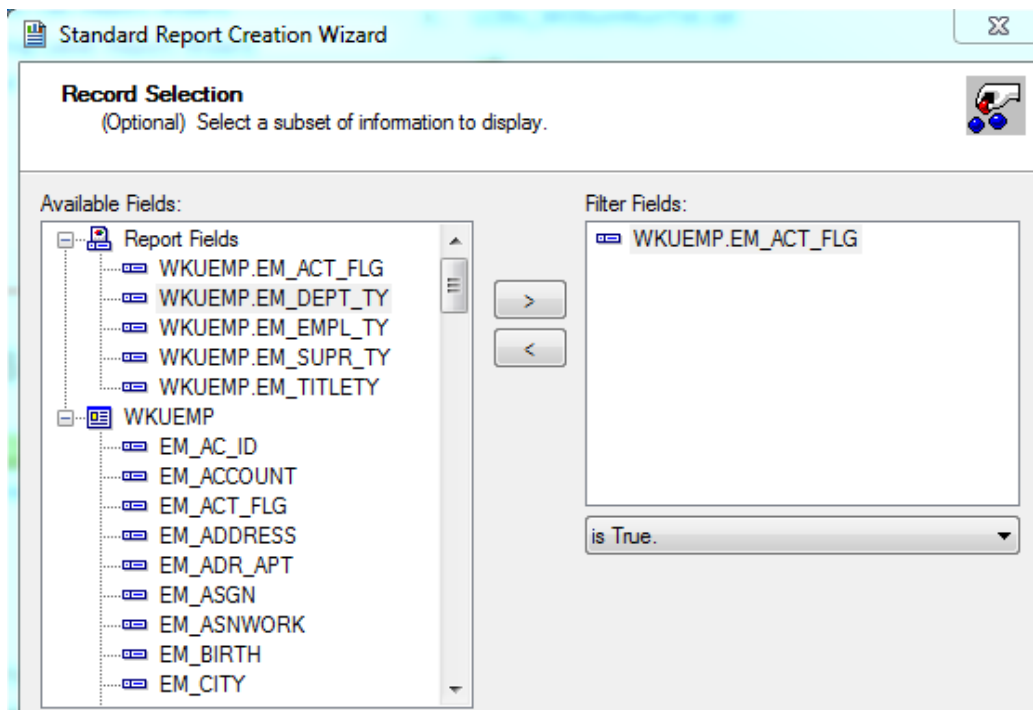 Standard Report Creation Wizard
Record Selection
(Optional) Select a subset of information to display.
Available Fields:
Report Fields
WKUEMP.EM_ACT_FLG
WKUEMP.EM_DEPT_TY
WKUEMP.EM_EMPL_TY
WKUEMP.EM_SUPR_TY
WKUEMP.EM_TITLETY
WKUEMP
EM_AC_ID
EM_ACCOUNT
EM_ACT_FLG
EM_ADDRESS
EM_ADR_APT
EM_ASGN
EM_ASNWORK
EM_BIRTH
EM_CITY
>
<
Filter Fields:
WKUEMP.EM_ACT_FLG
is True.